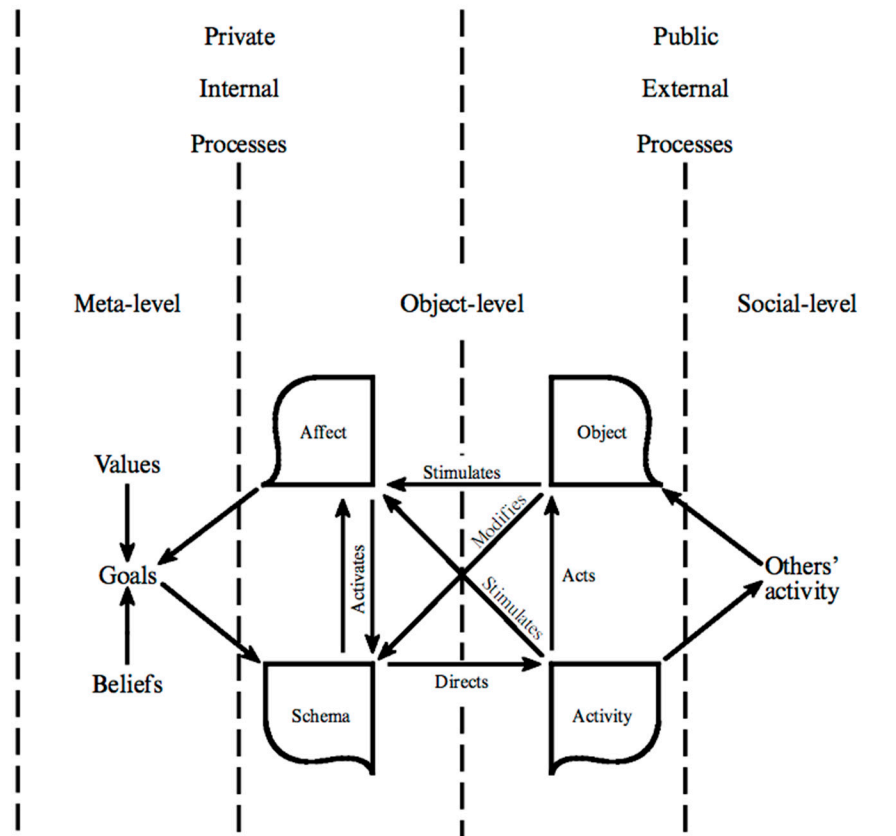 Private
Public
Internal
External
Processes
Processes
Meta-level
Object-level
Social-level
Affect
Object
Values
Stimulates
Modifies
Goals
Activates
Stimulates
Acts
Others’
activity
Beliefs
Directs
Schema
Activity